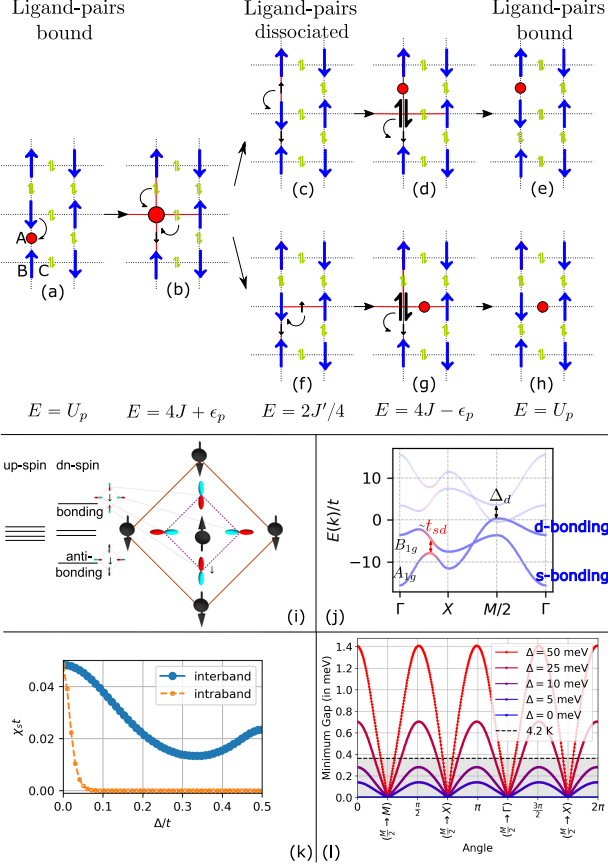 Ligand-pairs
bound
Ligand-pairs
dissociated
Ligand-pairs
bound
A
B C
(a)
(b)
(c)
(d)
(e)
(f)
(g)
(h)
E = U_p
E = 4J + ϵ_p
E = 2J′/4
E = 4J − ϵ_p
E = U_p
up-spin dn-spin
bonding
anti-
bonding
(i)
E(k)/t
10
0
−10
Δ_d
~t_sd
B_1g
A_1g
d-bonding
s-bonding
Γ X M/2 Γ
(j)
χ_s t
0.04
0.02
0.00
interband
intraband
0.0 0.1 0.2 0.3 0.4 0.5
Δ/t
(k)
Minimum Gap (in meV)
1.4
1.2
1.0
0.8
0.6
0.4
0.2
0.0
Δ = 50 meV
Δ = 25 meV
Δ = 10 meV
Δ = 5 meV
Δ = 0 meV
4.2 K
0 (M/2 → M) π/2 (M/2 → X) π (M/2 → Γ) 3π/2 (M/2 → X) 2π
Angle
(l)